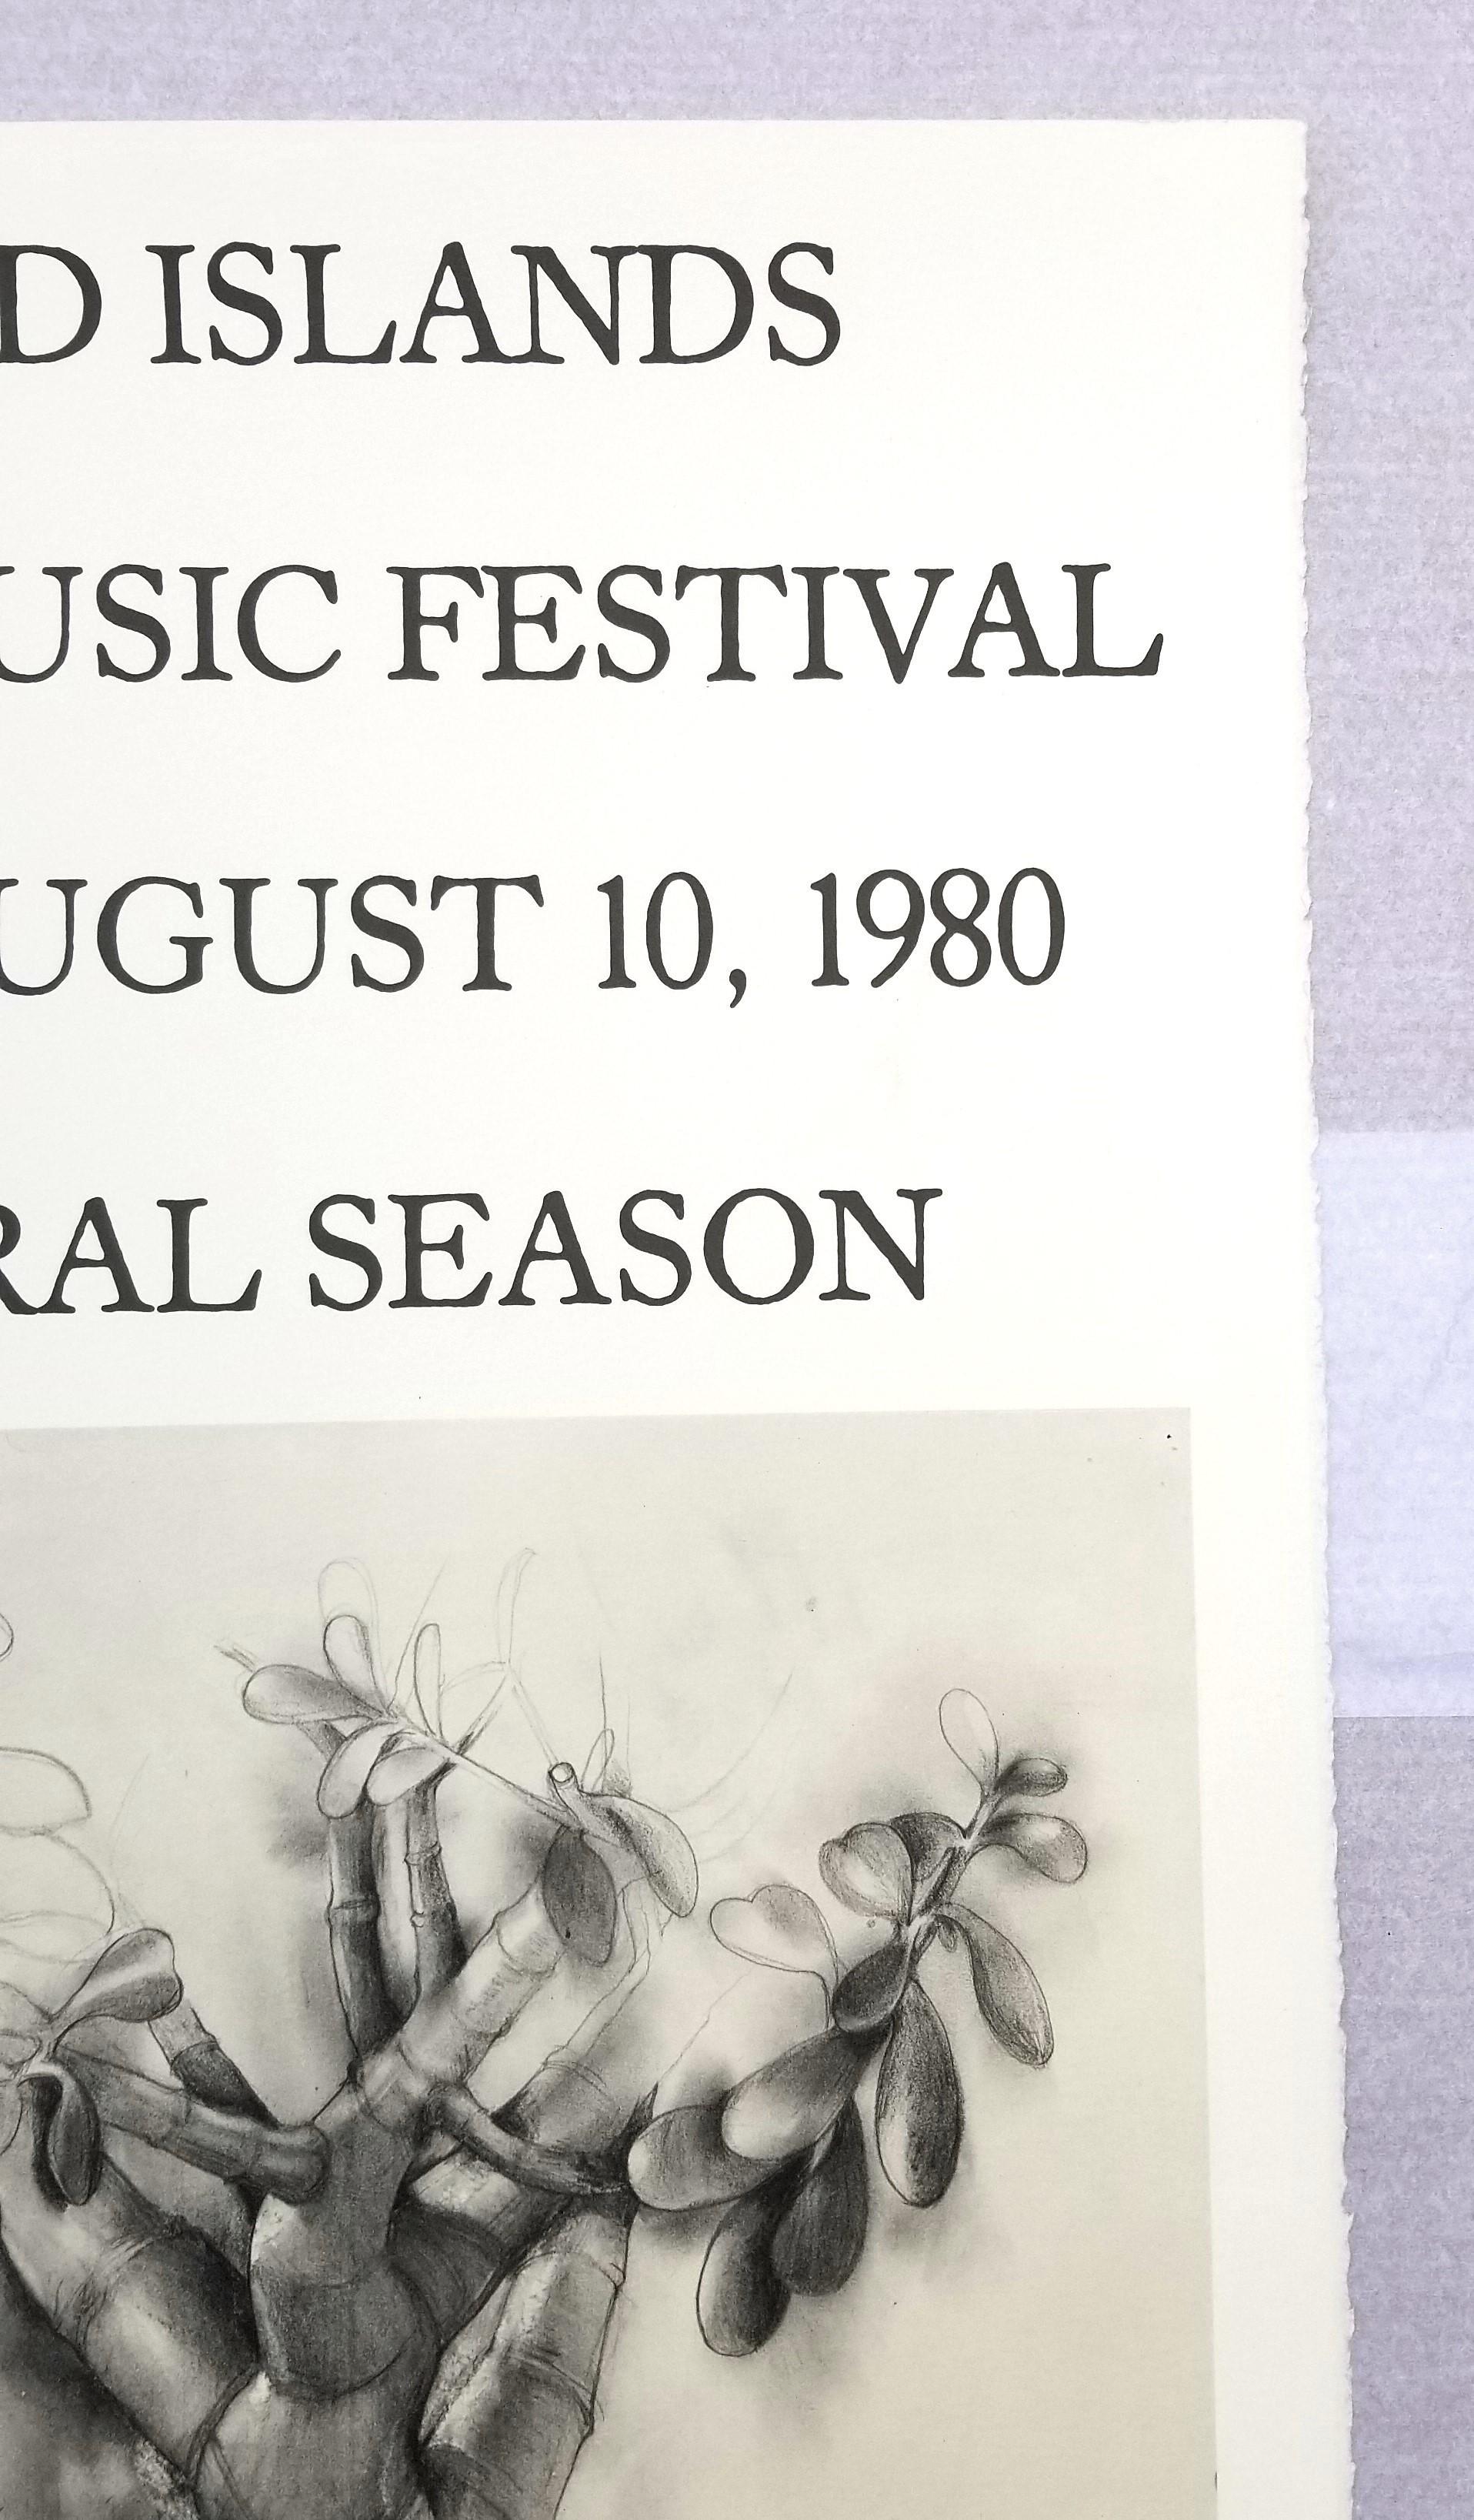 D ISLANDS
USIC FESTIVAL
UGUST 10, 1980
RAL SEASON